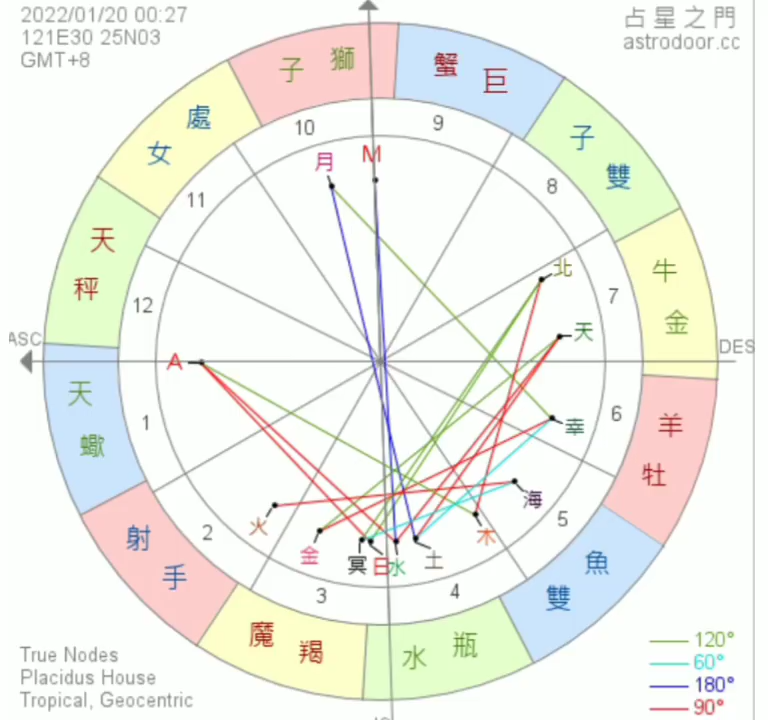 2022/01/20 00:27
121E30 25N03
GMT+8
占星之門
astrodoor.cc
子 獅
蟹 巨
處 女
子 雙
天 秤
牛 金
天 蠍
羊 牡
射 手
魚 雙
魔 羯
水 瓶
10
9
11
8
12
7
1
6
2
5
3
4
月
M
北
天
ASC
DES
A
幸
海
火
木
金
冥
日
水
土
True Nodes
Placidus House
Tropical, Geocentric
120°
60°
180°
90°